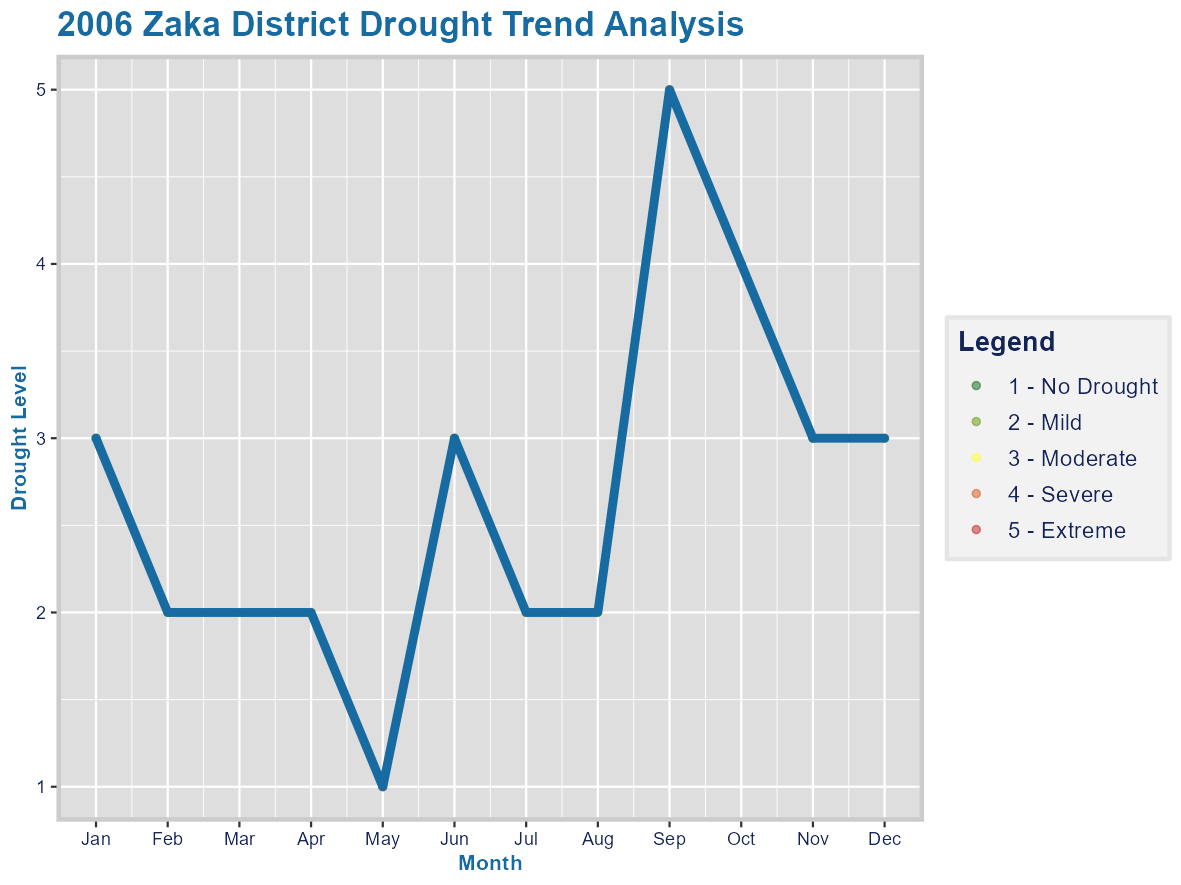 2006 Zaka District Drought Trend Analysis
Drought Level
5
4
3
2
1
Jan Feb Mar Apr May Jun Jul Aug Sep Oct Nov Dec
Month
Legend
1 - No Drought
2 - Mild
3 - Moderate
4 - Severe
5 - Extreme